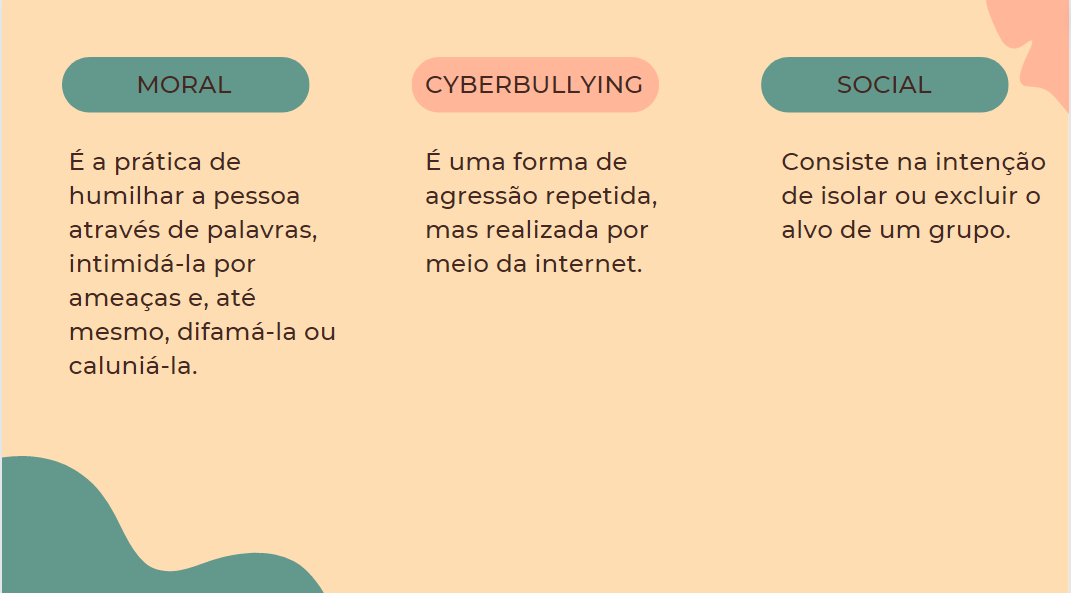 MORAL
É a prática de
humilhar a pessoa
através de palavras,
intimidá-la por
ameaças e, até
mesmo, difamá-la ou
caluniá-la.
CYBERBULLYING
É uma forma de
agressão repetida,
mas realizada por
meio da internet.
SOCIAL
Consiste na intenção
de isolar ou excluir o
alvo de um grupo.